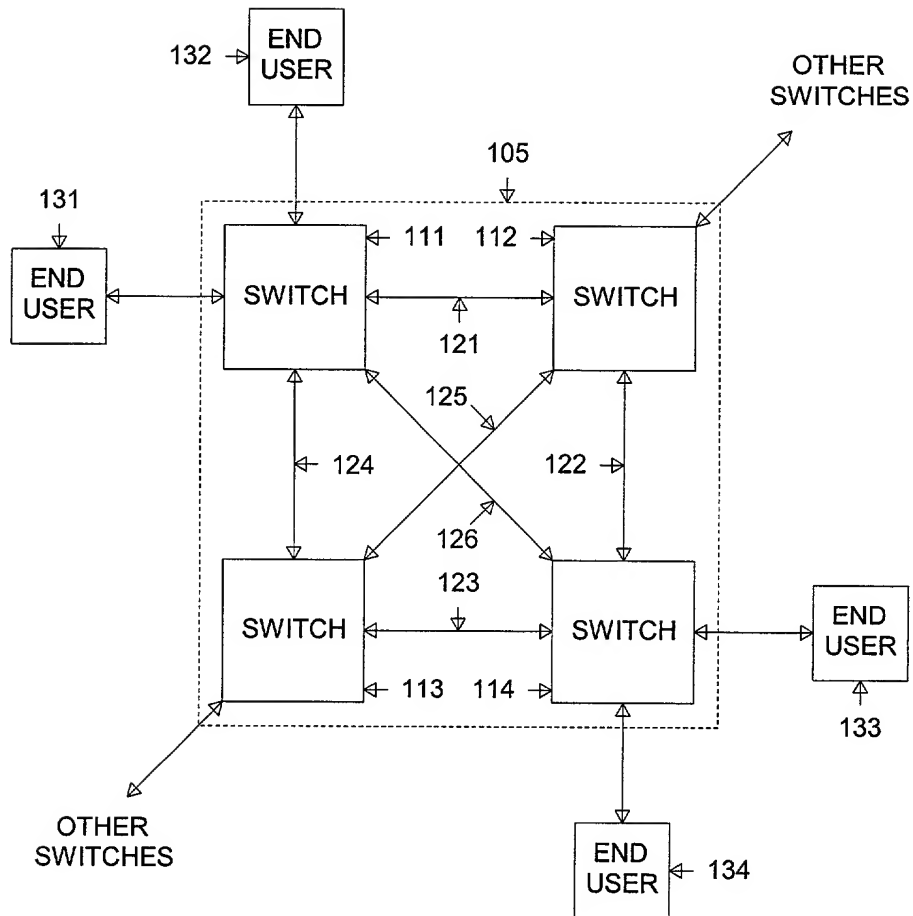 END
USER
132
OTHER
SWITCHES
105
131
END
USER
111
112
SWITCH
SWITCH
121
125
124
122
126
123
SWITCH
SWITCH
END
USER
113
114
133
OTHER
SWITCHES
END
USER
134